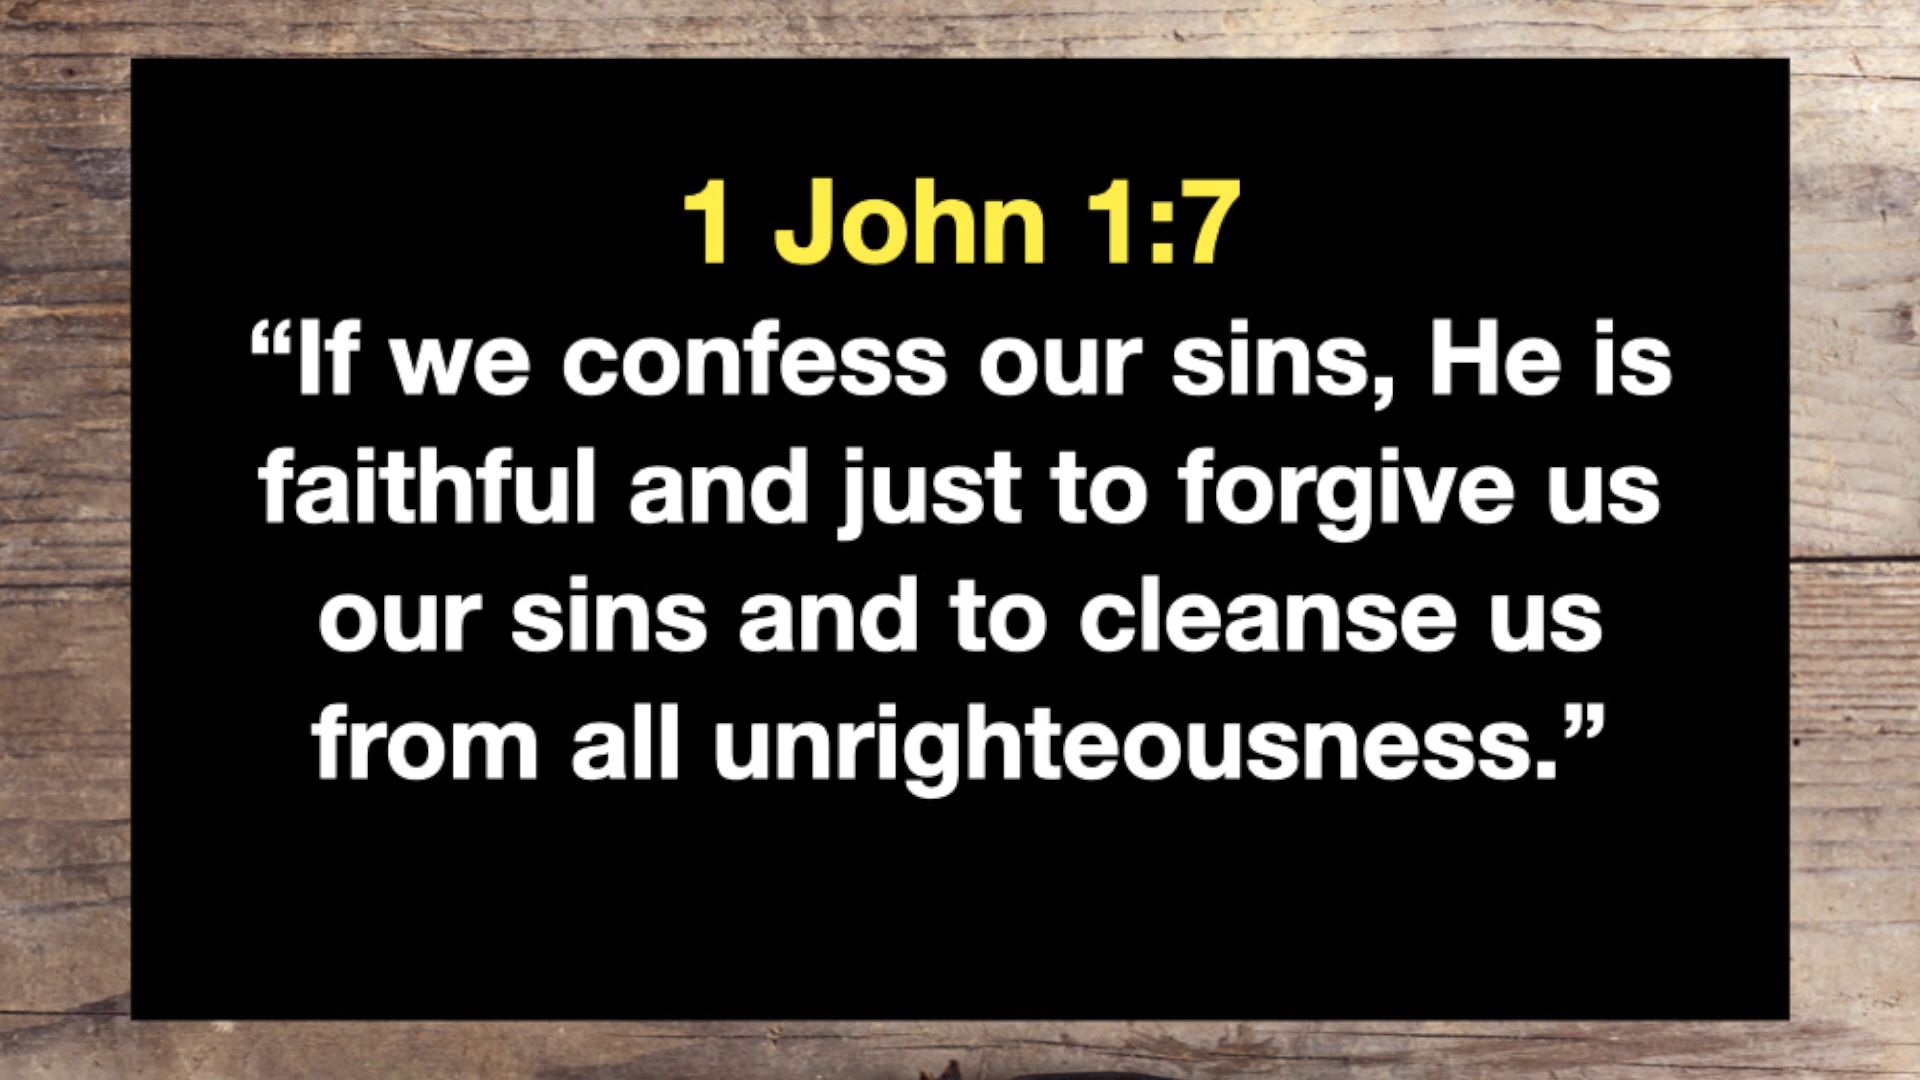 1 John 1:7
“If we confess our sins, He is
faithful and just to forgive us
our sins and to cleanse us
from all unrighteousness.”